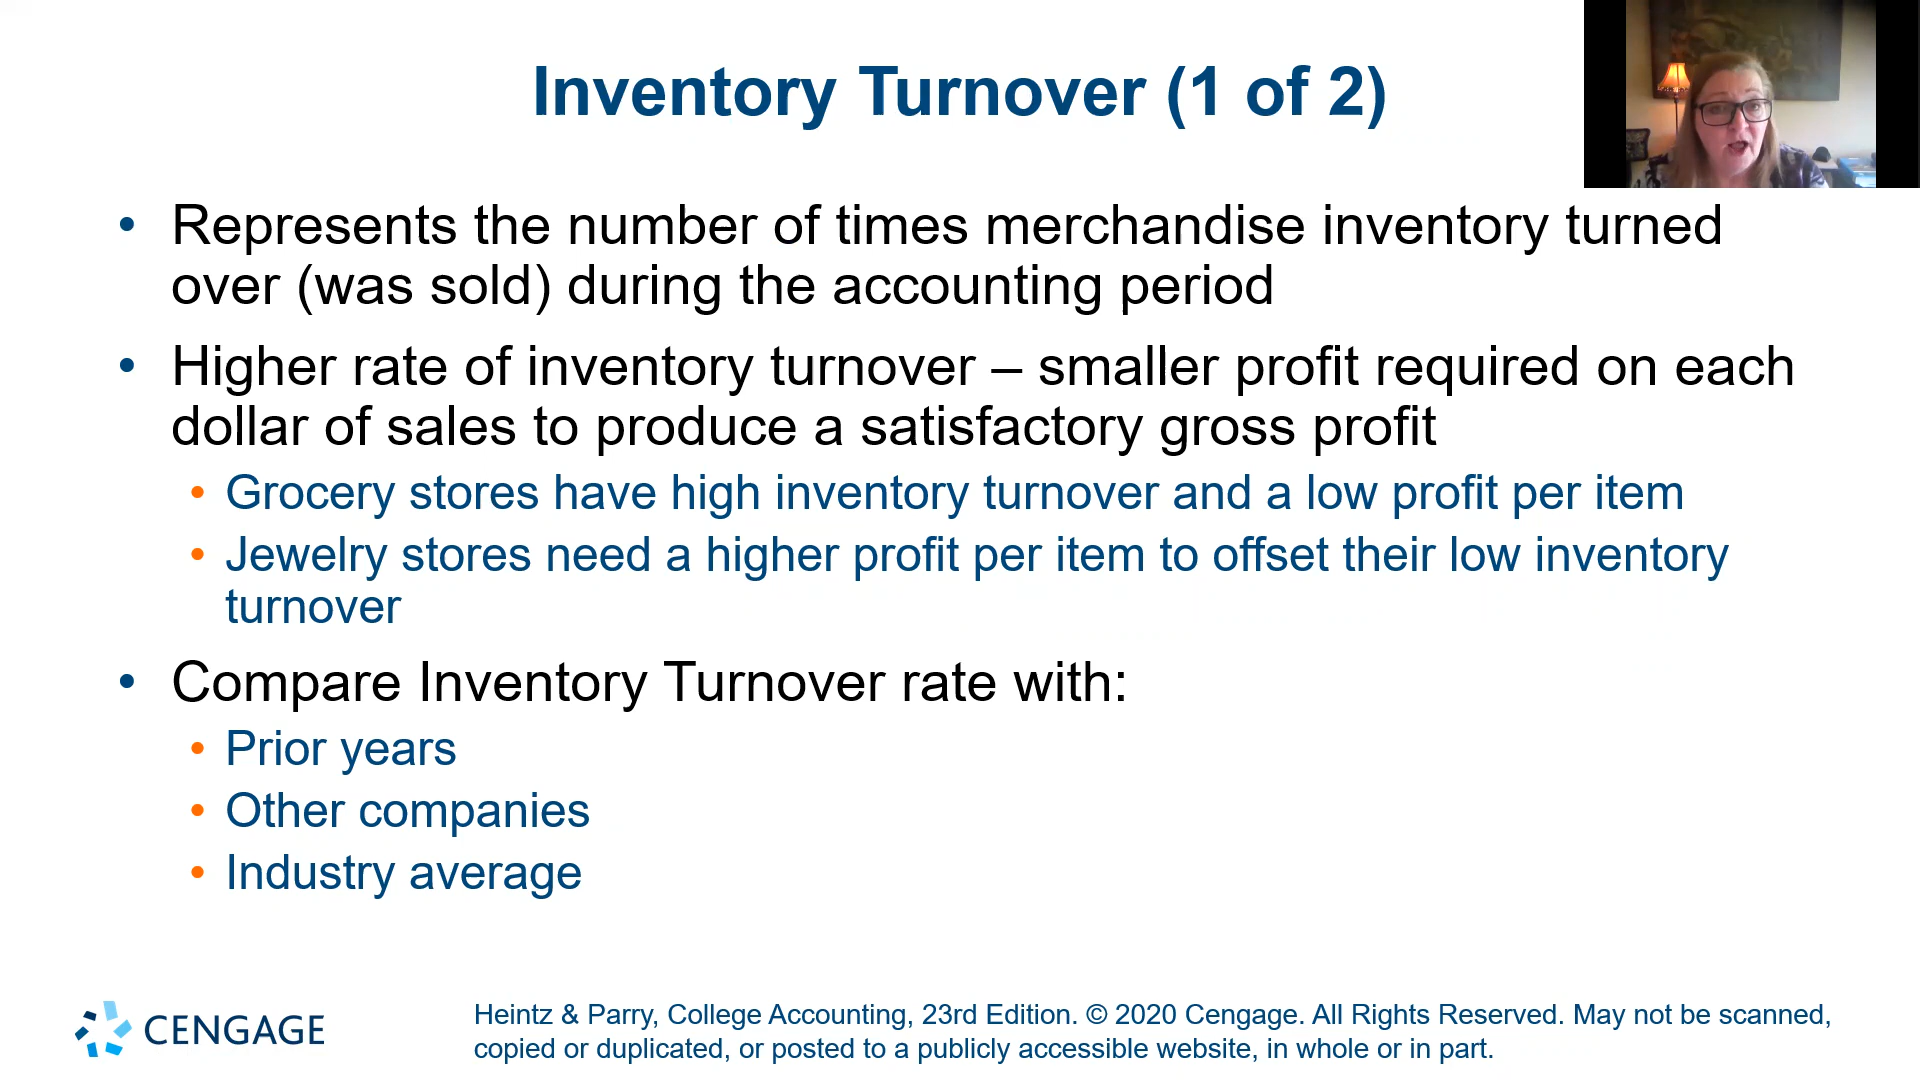 Inventory Turnover (1 of 2)
• Represents the number of times merchandise inventory turned
over (was sold) during the accounting period
• Higher rate of inventory turnover – smaller profit required on each
dollar of sales to produce a satisfactory gross profit
• Grocery stores have high inventory turnover and a low profit per item
• Jewelry stores need a higher profit per item to offset their low inventory
turnover
• Compare Inventory Turnover rate with:
• Prior years
• Other companies
• Industry average
CENGAGE
Heintz & Parry, College Accounting, 23rd Edition. © 2020 Cengage. All Rights Reserved. May not be scanned,
copied or duplicated, or posted to a publicly accessible website, in whole or in part.